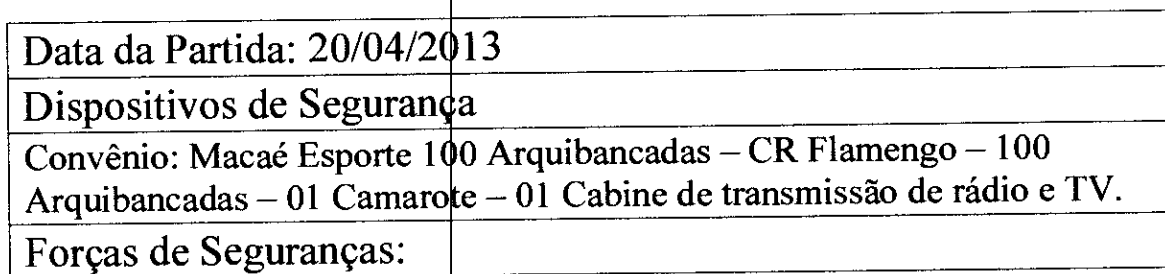 Data da Partida: 20/04/2013
Dispositivos de Segurança
Convênio: Macaé Esporte 100 Arquibancadas – CR Flamengo – 100
Arquibancadas – 01 Camarote – 01 Cabine de transmissão de rádio e TV.
Forças de Seguranças: